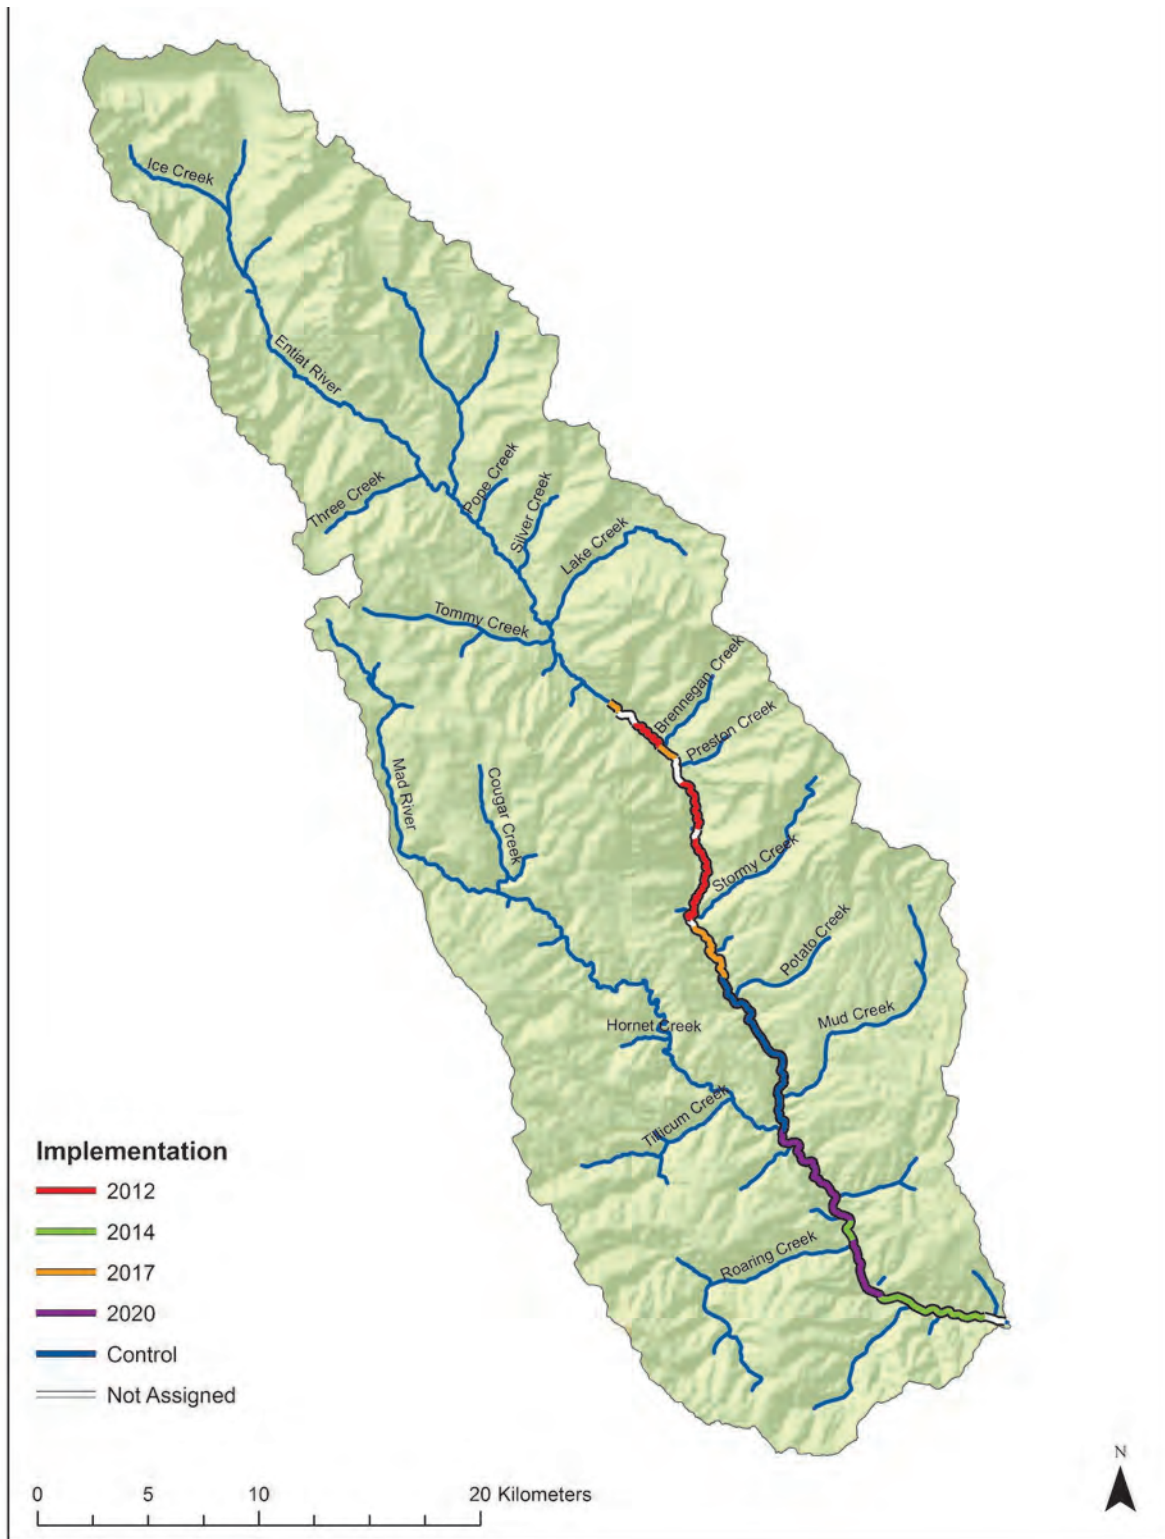 Ice Creek
Entiat River
Three Creek
Pope Creek
Silver Creek
Lake Creek
Tommy Creek
Brennegan Creek
Preston Creek
Mad River
Cougar Creek
Stormy Creek
Potato Creek
Mud Creek
Hornet Creek
Tillicum Creek
Roaring Creek
Implementation
2012
2014
2017
2020
Control
Not Assigned
0 5 10 20 Kilometers
N